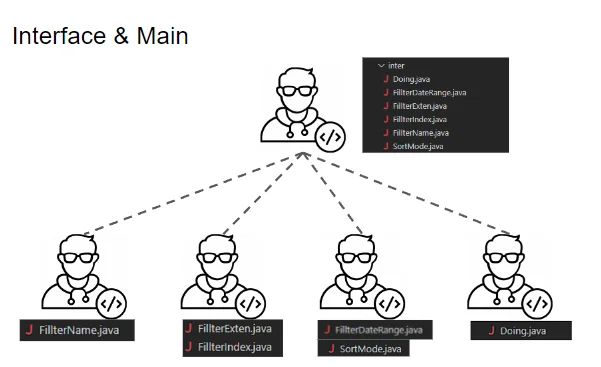 Interface & Main
inter
Doing.java
FillterDateRange.java
FillterExten.java
FillterIndex.java
FillterName.java
SortMode.java
</>
</>
</>
</>
</>
FillterName.java
FillterExten.java
FillterIndex.java
FillterDateRange.java
SortMode.java
Doing.java